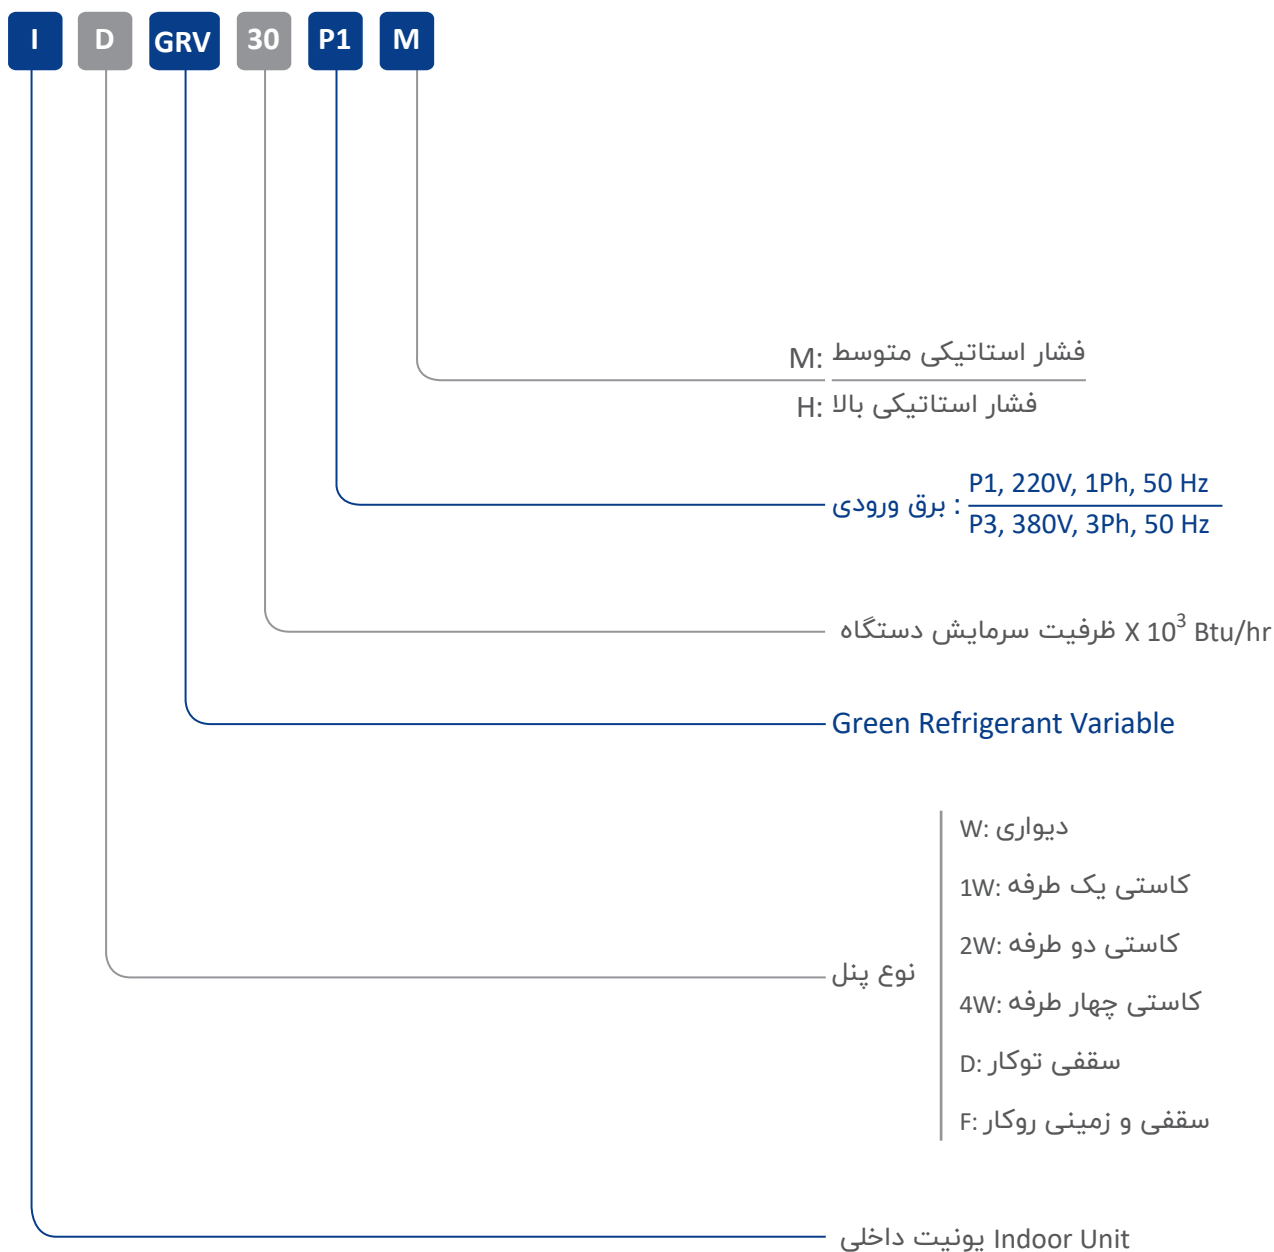 I D GRV 30 P1 M
M: فشار استاتیکی متوسط
H: فشار استاتیکی بالا
برق ورودی :
P1, 220V, 1Ph, 50 Hz
P3, 380V, 3Ph, 50 Hz
ظرفیت سرمایش دستگاه X 10³ Btu/hr
Green Refrigerant Variable
نوع پنل
W: دیواری
1W: کاستی یک طرفه
2W: کاستی دو طرفه
4W: کاستی چهار طرفه
D: سقفی توکار
F: سقفی و زمینی روکار
یونیت داخلی Indoor Unit